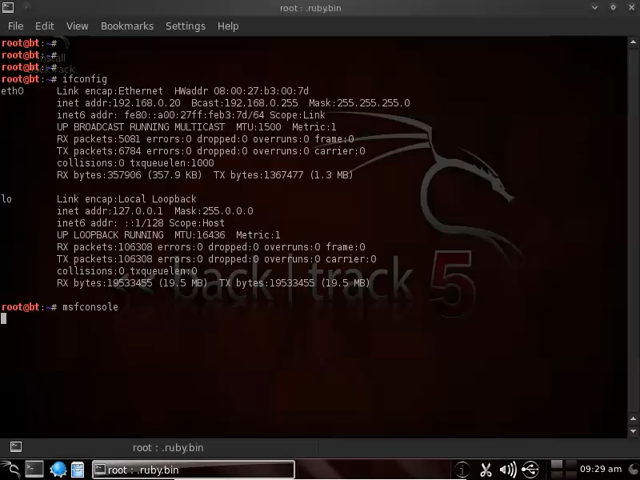 root : .ruby.bin
File Edit View Bookmarks Settings Help
root@bt:~#
root@bt:~#
root@bt:~#
root@bt:~# ifconfig
eth0 Link encap:Ethernet HWaddr 08:00:27:b3:00:7d
inet addr:192.168.0.20 Bcast:192.168.0.255 Mask:255.255.255.0
inet6 addr: fe80::a00:27ff:feb3:7d/64 Scope:Link
UP BROADCAST RUNNING MULTICAST MTU:1500 Metric:1
RX packets:5081 errors:0 dropped:0 overruns:0 frame:0
TX packets:6784 errors:0 dropped:0 overruns:0 carrier:0
collisions:0 txqueuelen:1000
RX bytes:357906 (357.9 KB) TX bytes:1367477 (1.3 MB)
lo Link encap:Local Loopback
inet addr:127.0.0.1 Mask:255.0.0.0
inet6 addr: ::1/128 Scope:Host
UP LOOPBACK RUNNING MTU:16436 Metric:1
RX packets:106308 errors:0 dropped:0 overruns:0 frame:0
TX packets:106308 errors:0 dropped:0 overruns:0 carrier:0
collisions:0 txqueuelen:0
RX bytes:19533455 (19.5 MB) TX bytes:19533455 (19.5 MB)
<< back | track 5
root@bt:~# msfconsole
root : .ruby.bin
root : .ruby.bin
09:29 am